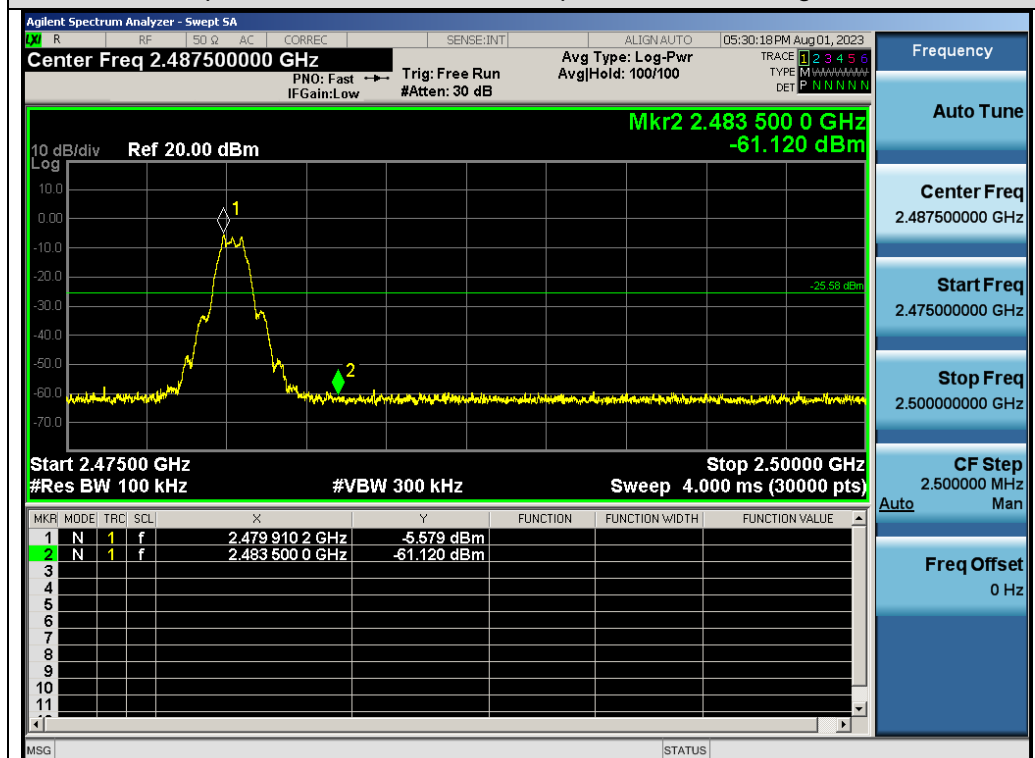 Agilent Spectrum Analyzer - Swept SA
LXI R RF 50 Ω AC CORREC SENSE:INT ALIGN AUTO 05:30:18 PM Aug 01, 2023
Center Freq 2.487500000 GHz
PNO: Fast
IFGain:Low
Trig: Free Run
#Atten: 30 dB
Avg Type: Log-Pwr
Avg|Hold: 100/100
TRACE 1 2 3 4 5 6
TYPE M WWWWW
DET P N N N N N
Mkr2 2.483 500 0 GHz
-61.120 dBm
10 dB/div Ref 20.00 dBm
Log
10.0
0.00
-10.0
-20.0
-30.0
-40.0
-50.0
-60.0
-70.0
1
-25.58 dBm
2
Start 2.47500 GHz Stop 2.50000 GHz
#Res BW 100 kHz #VBW 300 kHz Sweep 4.000 ms (30000 pts)
MKR MODE TRC SCL X Y FUNCTION FUNCTION WIDTH FUNCTION VALUE
1 N 1 f 2.479 910 2 GHz -5.579 dBm
2 N 1 f 2.483 500 0 GHz -61.120 dBm
3
4
5
6
7
8
9
10
11
MSG STATUS
Frequency
Auto Tune
Center Freq
2.487500000 GHz
Start Freq
2.475000000 GHz
Stop Freq
2.500000000 GHz
CF Step
2.500000 MHz
Auto Man
Freq Offset
0 Hz